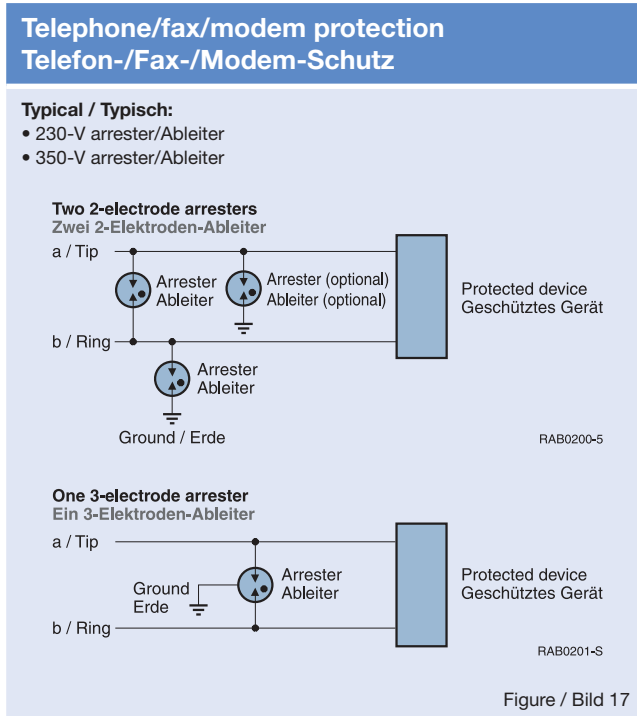 Telephone/fax/modem protection
Telefon-/Fax-/Modem-Schutz
Typical / Typisch:
• 230-V arrester/Ableiter
• 350-V arrester/Ableiter
Two 2-electrode arresters
Zwei 2-Elektroden-Ableiter
a / Tip
Arrester
Ableiter
Arrester (optional)
Ableiter (optional)
Protected device
Geschütztes Gerät
b / Ring
Arrester
Ableiter
Ground / Erde
RAB0200-5
One 3-electrode arrester
Ein 3-Elektroden-Ableiter
a / Tip
Ground
Erde
Arrester
Ableiter
Protected device
Geschütztes Gerät
b / Ring
RAB0201-S
Figure / Bild 17